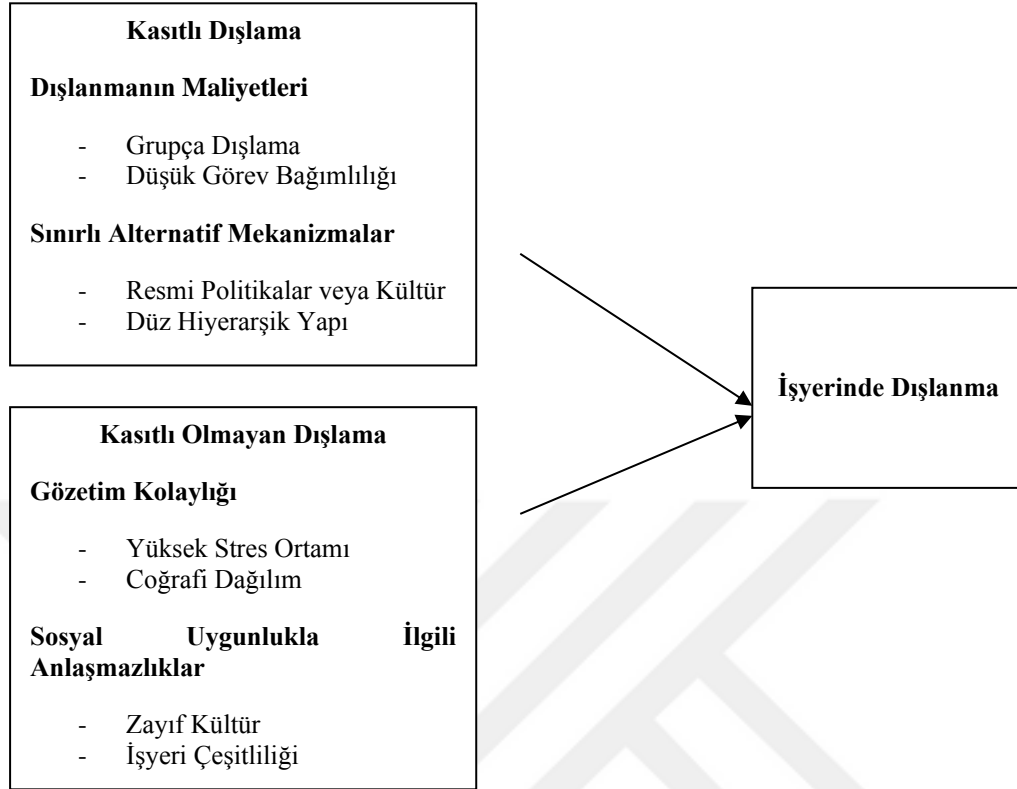 Kasıtlı Dışlama
Dışlanmanın Maliyetleri
- Grupça Dışlama
- Düşük Görev Bağımlılığı
Sınırlı Alternatif Mekanizmalar
- Resmi Politikalar veya Kültür
- Düz Hiyerarşik Yapı
İşyerinde Dışlanma
Kasıtlı Olmayan Dışlama
Gözetim Kolaylığı
- Yüksek Stres Ortamı
- Coğrafi Dağılım
Sosyal Uygunlukla İlgili
Anlaşmazlıklar
- Zayıf Kültür
- İşyeri Çeşitliliği